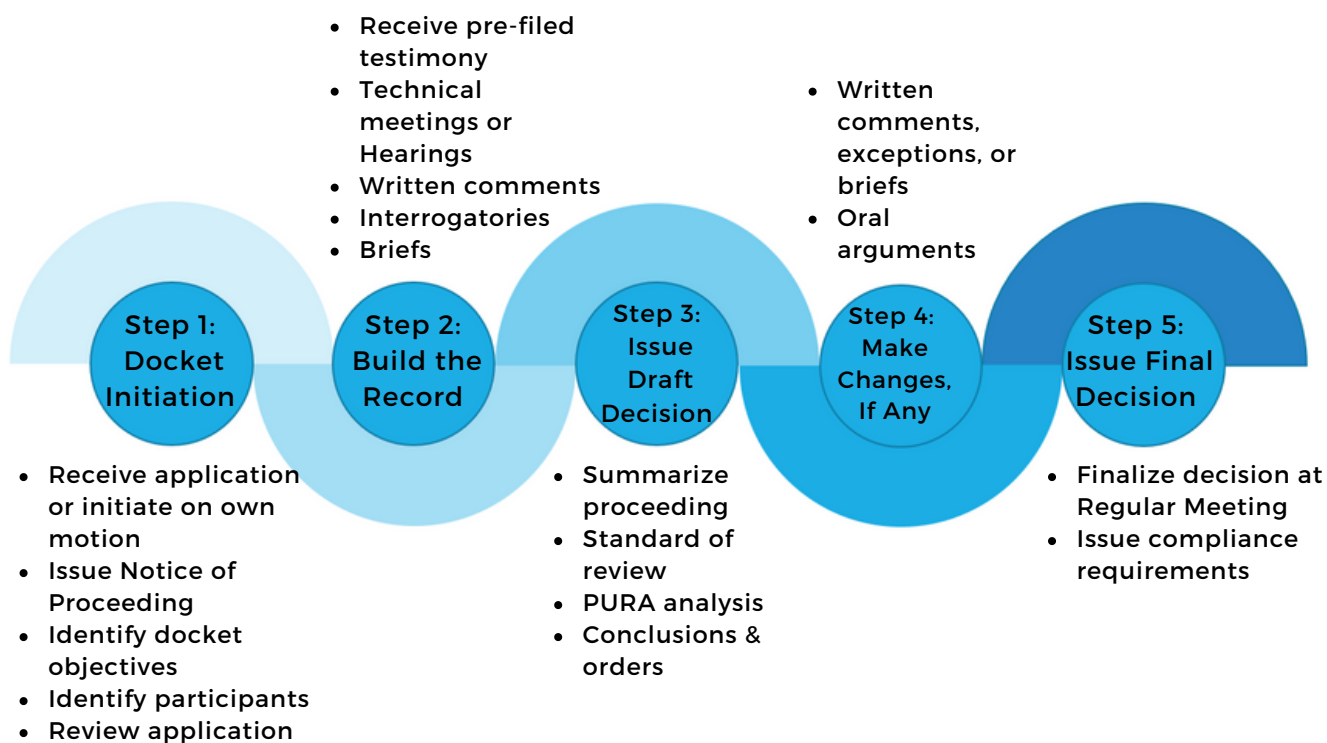 Step 1:
Docket
Initiation
• Receive application
or initiate on own
motion
• Issue Notice of
Proceeding
• Identify docket
objectives
• Identify participants
• Review application
• Receive pre-filed
testimony
• Technical
meetings or
Hearings
• Written comments
• Interrogatories
• Briefs
Step 2:
Build the
Record
Step 3:
Issue
Draft
Decision
• Summarize
proceeding
• Standard of
review
• PURA analysis
• Conclusions &
orders
• Written
comments,
exceptions, or
briefs
• Oral
arguments
Step 4:
Make
Changes,
If Any
Step 5:
Issue Final
Decision
• Finalize decision at
Regular Meeting
• Issue compliance
requirements